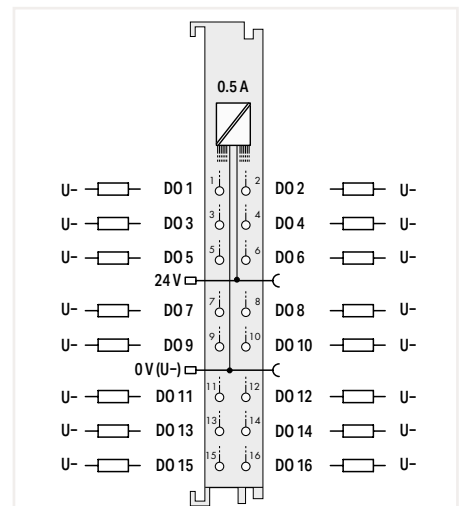 0.5 A
U- DO 1 1 2 DO 2 U-
U- DO 3 3 4 DO 4 U-
U- DO 5 5 6 DO 6 U-
24 V
U- DO 7 7 8 DO 8 U-
U- DO 9 9 10 DO 10 U-
0 V (U-)
U- DO 11 11 12 DO 12 U-
U- DO 13 13 14 DO 14 U-
U- DO 15 15 16 DO 16 U-